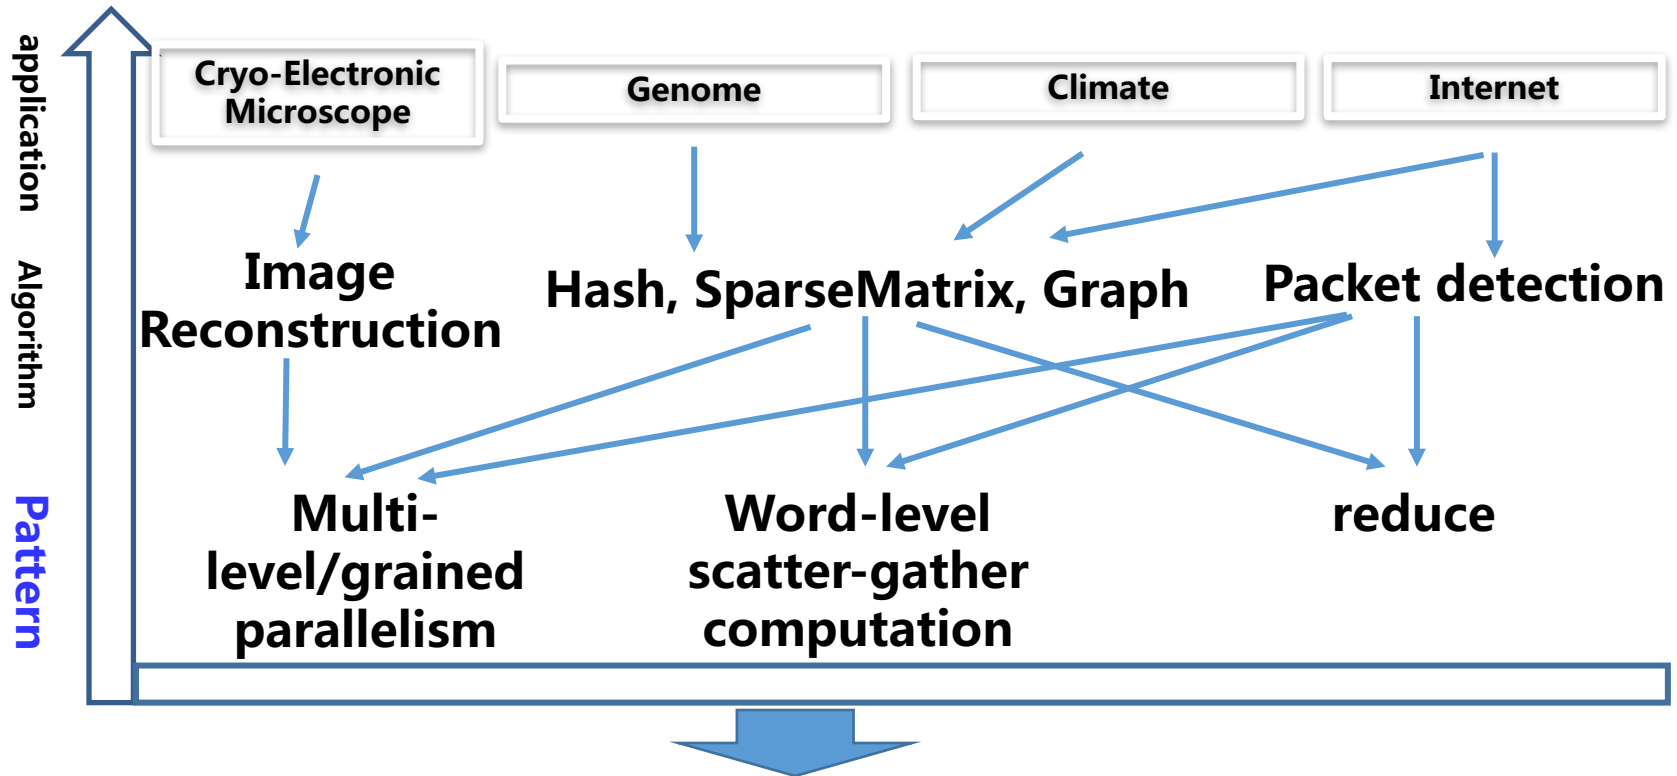 application
Cryo-Electronic
Microscope
Genome
Climate
Internet
Algorithm
Image
Reconstruction
Hash, SparseMatrix, Graph
Packet detection
Pattern
Multi-
level/grained
parallelism
Word-level
scatter-gather
computation
reduce